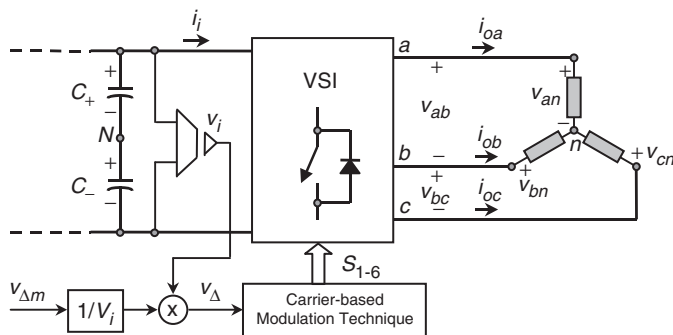 i_i
a
i_oa
+
VSI
+
+
C_+
v_ab
v_an
−
−
N
v_i
n
+
b
−
i_ob
+
v_cn
C_−
+
+
v_bn
−
v_bc
i_oc
c
−
S_1-6
v_Δm
v_Δ
1/V_i
x
Carrier-based
Modulation Technique